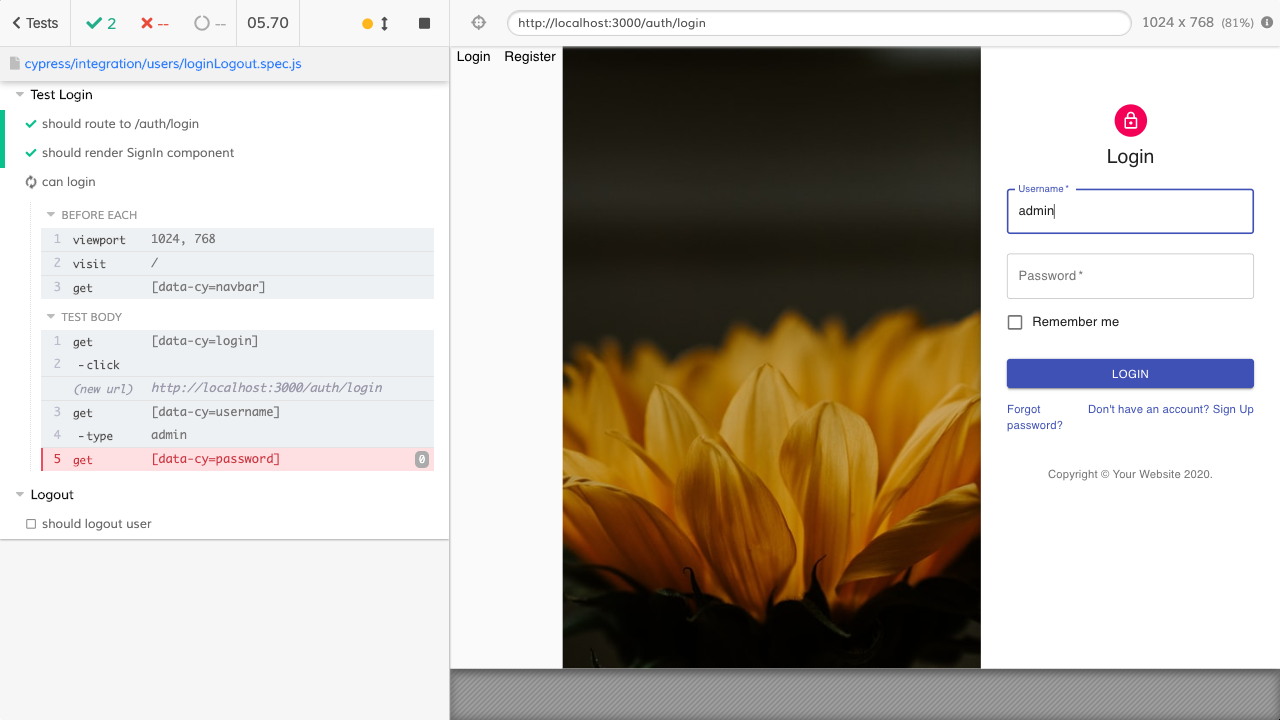 Tests
2
--
--
05.70
http://localhost:3000/auth/login
1024 x 768 (81%)
cypress/integration/users/loginLogout.spec.js
Test Login
should route to /auth/login
should render SignIn component
can login
BEFORE EACH
1 viewport 1024, 768
2 visit /
3 get [data-cy=navbar]
TEST BODY
1 get [data-cy=login]
2 -click
(new url) http://localhost:3000/auth/login
3 get [data-cy=username]
4 -type admin
5 get [data-cy=password] 0
Logout
should logout user
Login Register
Login
Username *
admin
Password *
Remember me
LOGIN
Forgot password?
Don't have an account? Sign Up
Copyright © Your Website 2020.